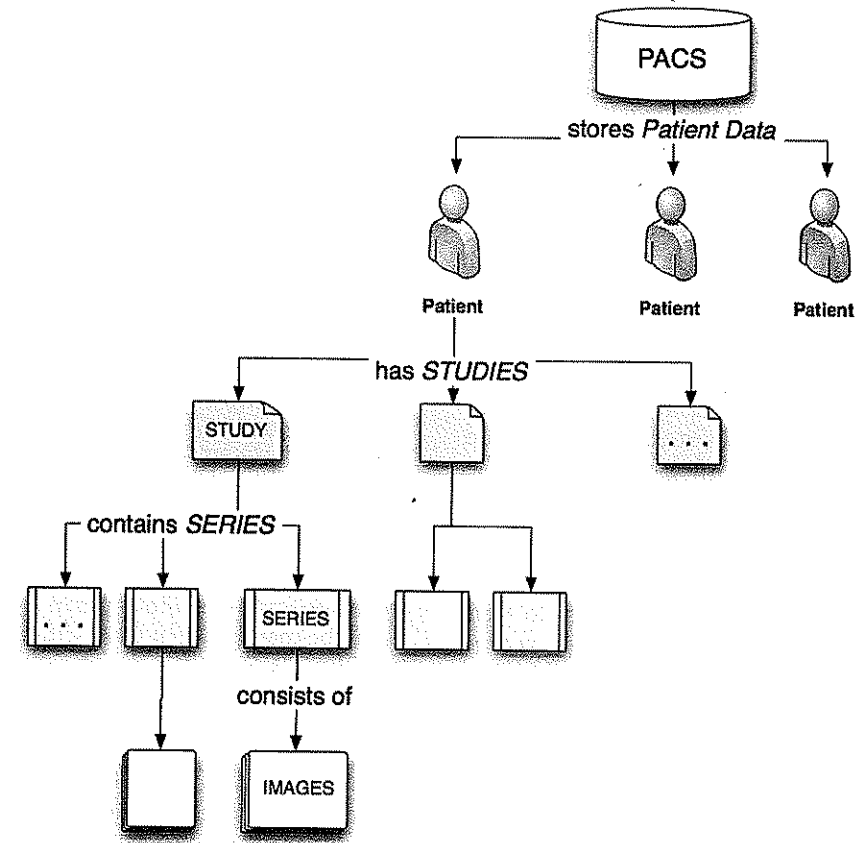 PACS
stores Patient Data
Patient
Patient
Patient
has STUDIES
STUDY
. . .
contains SERIES
. . .
SERIES
consists of
IMAGES